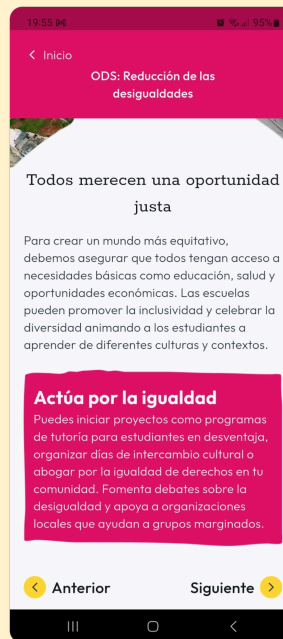 19:55
95%
Inicio
ODS: Reducción de las
desigualdades
Todos merecen una oportunidad
justa
Para crear un mundo más equitativo,
debemos asegurar que todos tengan acceso a
necesidades básicas como educación, salud y
oportunidades económicas. Las escuelas
pueden promover la inclusividad y celebrar la
diversidad animando a los estudiantes a
aprender de diferentes culturas y contextos.
Actúa por la igualdad
Puedes iniciar proyectos como programas
de tutoría para estudiantes en desventaja,
organizar días de intercambio cultural o
abogar por la igualdad de derechos en tu
comunidad. Fomenta debates sobre la
desigualdad y apoya a organizaciones
locales que ayudan a grupos marginados.
Anterior
Siguiente